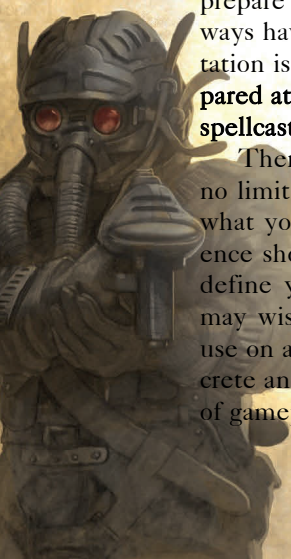 prepare
ways hav
tation is
pared at
spellcast
Ther
no limit
what yo
ence sho
define y
may wis
use on a
crete an
of game